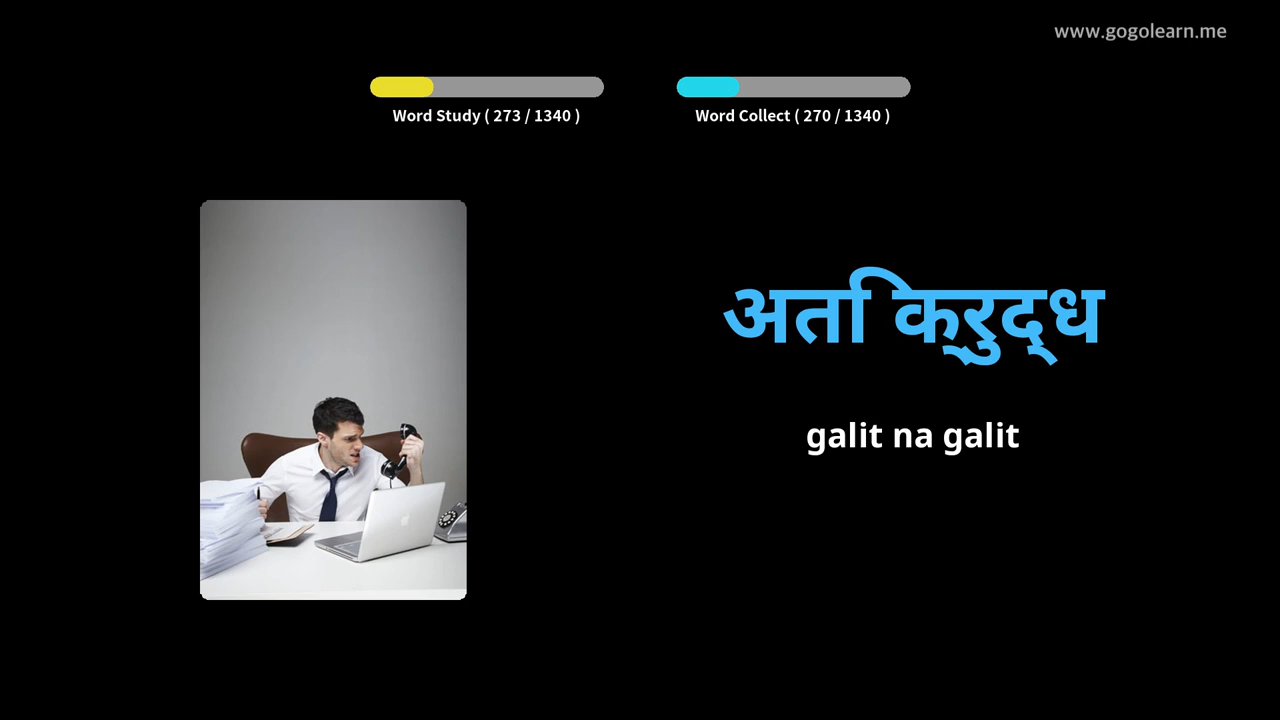 www.gogolearn.me
Word Study ( 273 / 1340 )
Word Collect ( 270 / 1340 )
अति क्रुद्ध
galit na galit